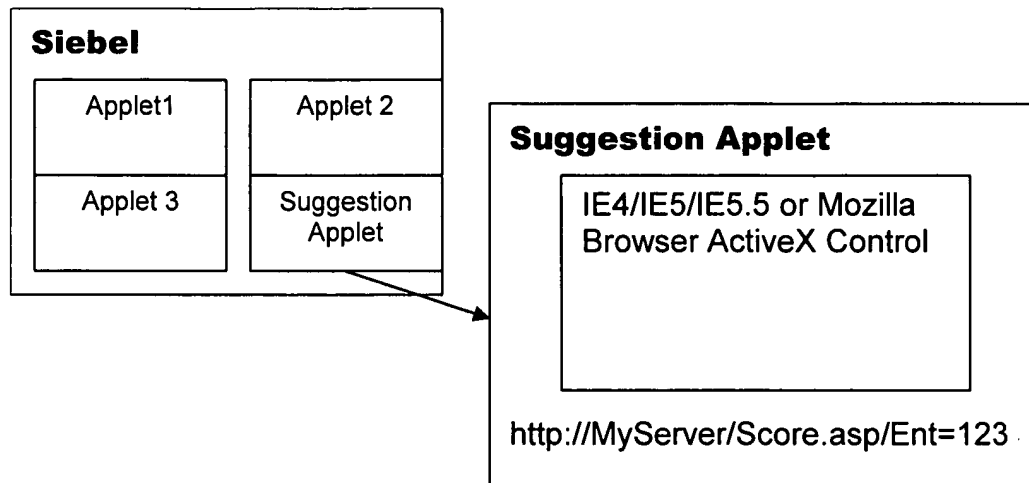 Siebel
Applet1
Applet 2
Applet 3
Suggestion
Applet
Suggestion Applet
IE4/IE5/IE5.5 or Mozilla
Browser ActiveX Control
http://MyServer/Score.asp/Ent=123